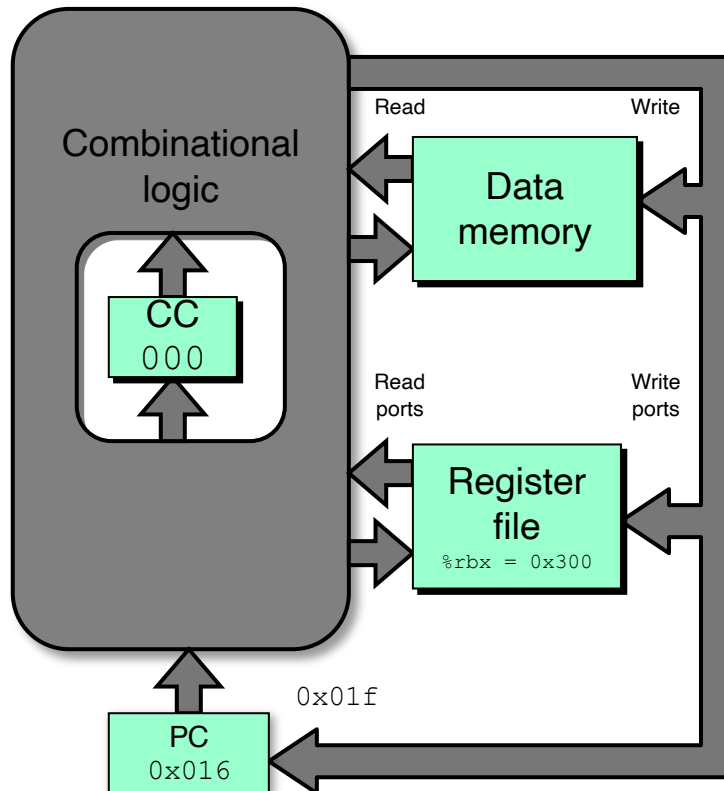 Combinational
logic
CC
000
Read
Write
Data
memory
Read
ports
Write
ports
Register
file
%rbx = 0x300
0x01f
PC
0x016